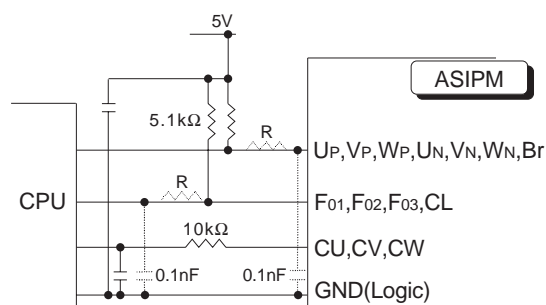 5V
ASIPM
5.1kΩ
R
UP,VP,WP,UN,VN,WN,Br
R
CPU
F01,F02,F03,CL
10kΩ
CU,CV,CW
0.1nF
0.1nF
GND(Logic)